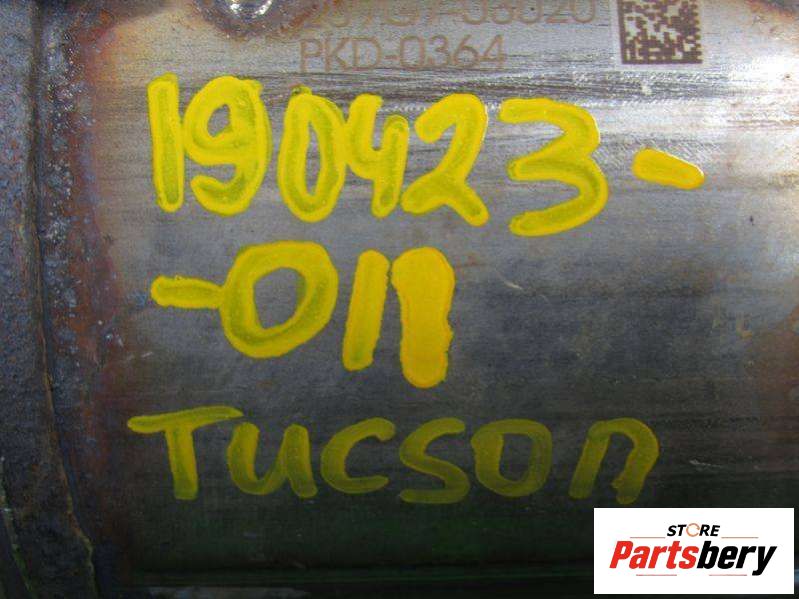 PKD-0364
190423-
-011
TUCSON
STORE
Partsbery